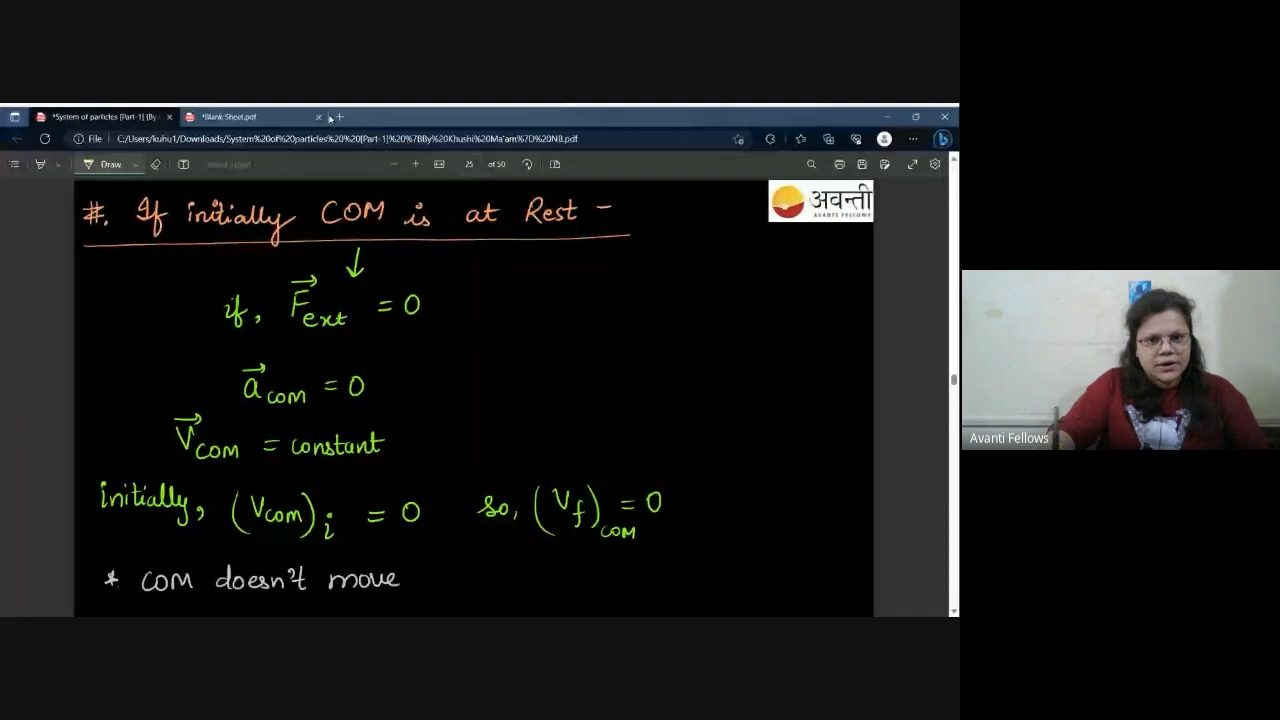 *System of particles [Part-1] (By
*Blank Sheet.pdf
File
C:/Users/kuhu1/Downloads/System%20of%20particles%20%20[Part-1]%20%7BBy%20Khushi%20Ma'am%7D%20NB.pdf
Draw
25 of 50
#. If initially COM is at Rest -
अवन्ती
AVANTI FELLOWS
if, F⃗ext = 0
a⃗com = 0
V⃗COM = constant
Initially, (Vcom)i = 0 so, (Vf)COM = 0
* COM doesn't move
Avanti Fellows